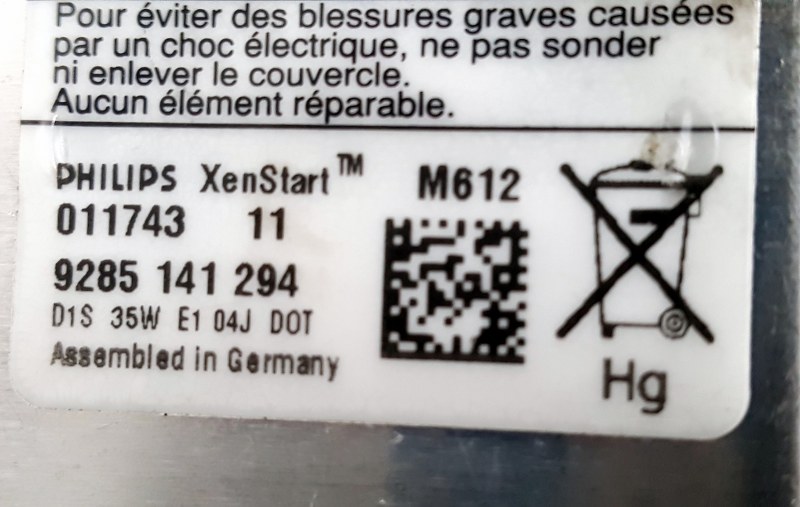 Pour éviter des blessures graves causées
par un choc électrique, ne pas sonder
ni enlever le couvercle.
Aucun élément réparable.
PHILIPS XenStart™ M612
011743 11
9285 141 294
D1S 35W E1 04J DOT
Assembled in Germany
Hg